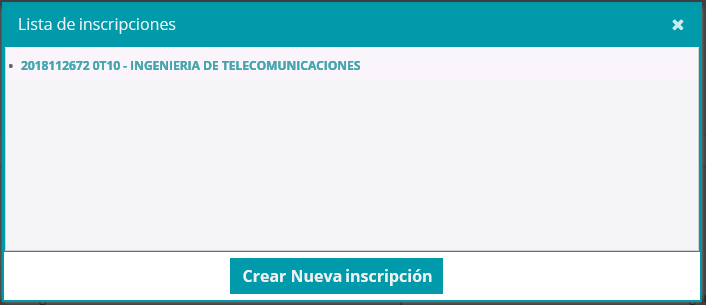 Lista de inscripciones
2018112672 0T10 - INGENIERIA DE TELECOMUNICACIONES
Crear Nueva inscripción